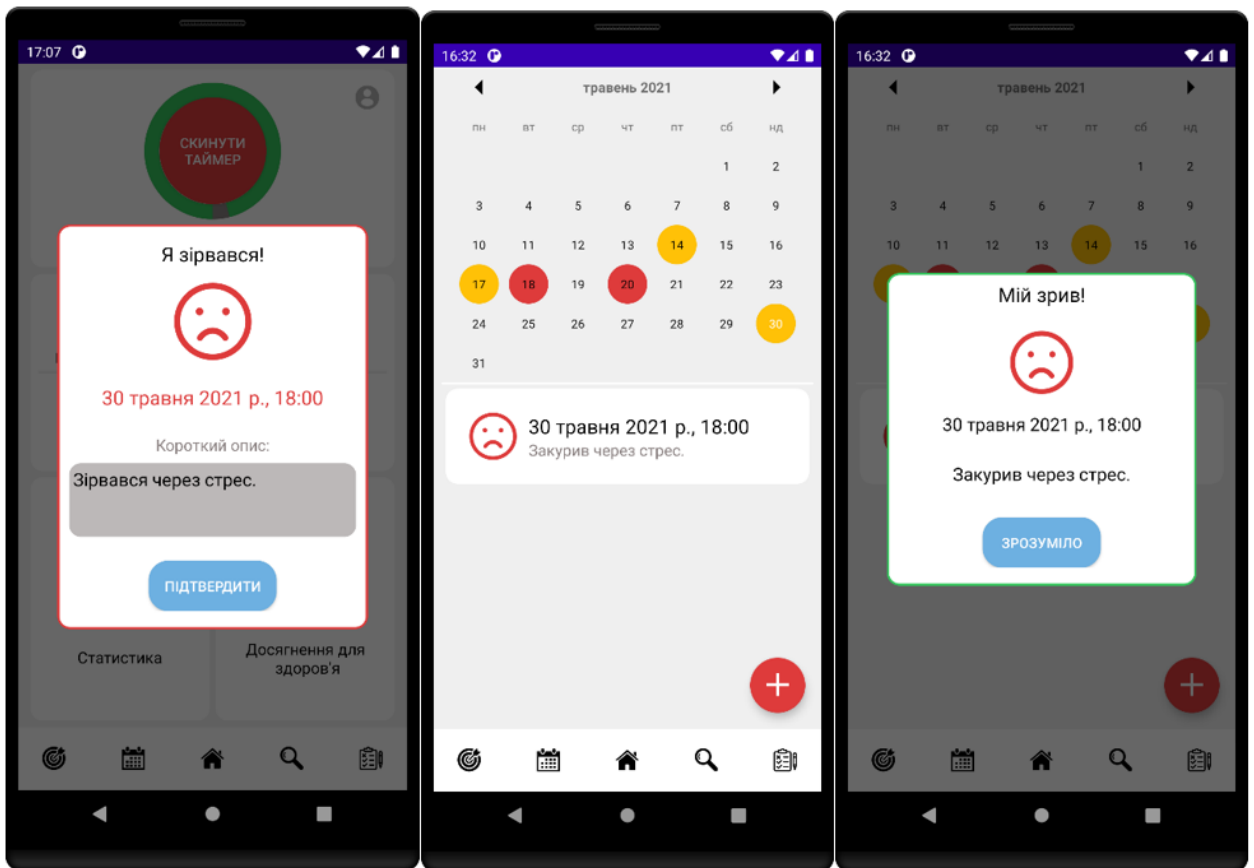 17:07
СКИНУТИ
ТАЙМЕР
Я зірвався!
30 травня 2021 р., 18:00
Короткий опис:
Зірвався через стрес.
ПІДТВЕРДИТИ
Статистика
Досягнення для
здоров'я
16:32
травень 2021
пн вт ср чт пт сб нд
1 2
3 4 5 6 7 8 9
10 11 12 13 14 15 16
17 18 19 20 21 22 23
24 25 26 27 28 29 30
31
30 травня 2021 р., 18:00
Закурив через стрес.
+
16:32
травень 2021
пн вт ср чт пт сб нд
1 2
3 4 5 6 7 8 9
10 11 12 13 14 15 16
Мій зрив!
30 травня 2021 р., 18:00
Закурив через стрес.
ЗРОЗУМІЛО
+